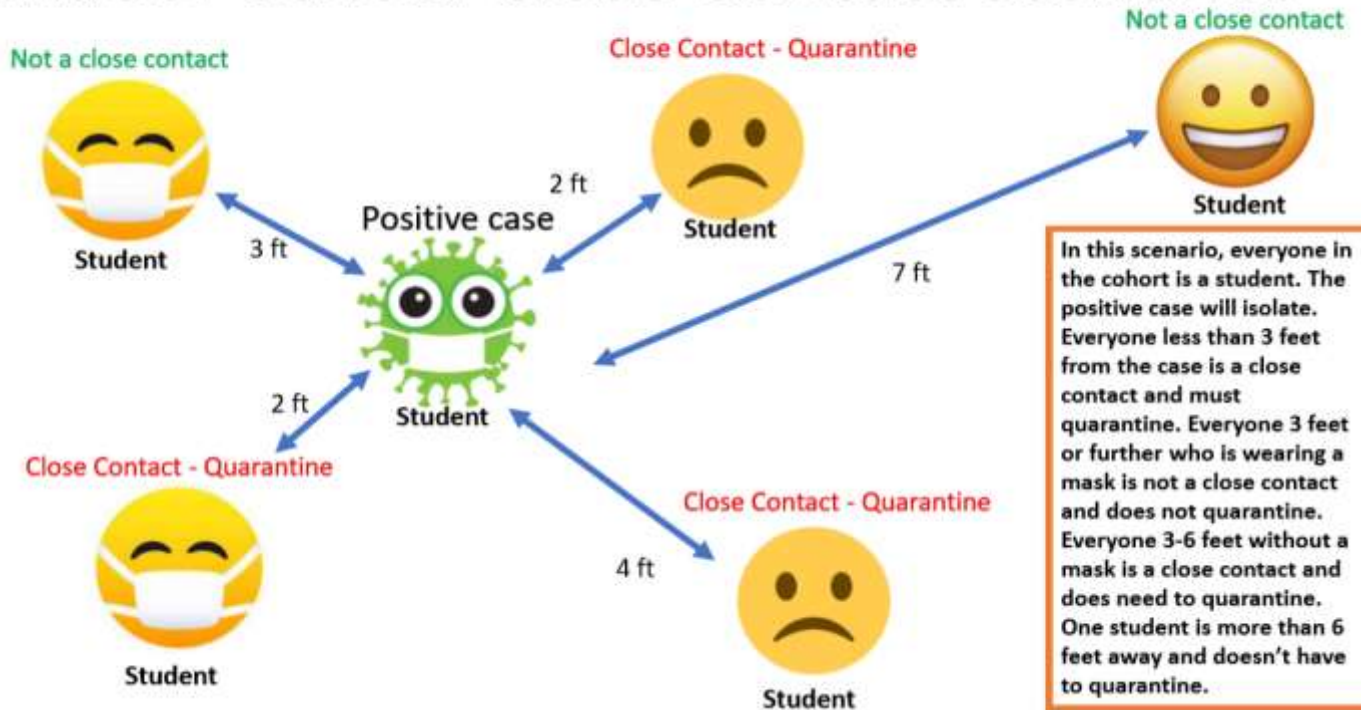 Not a close contact
Close Contact - Quarantine
Not a close contact
2 ft
Student
Student
Positive case
Student
3 ft
7 ft
In this scenario, everyone in
the cohort is a student. The
positive case will isolate.
Everyone less than 3 feet
from the case is a close
contact and must
quarantine. Everyone 3 feet
or further who is wearing a
mask is not a close contact
and does not quarantine.
Everyone 3-6 feet without a
mask is a close contact and
does need to quarantine.
One student is more than 6
feet away and doesn't have
to quarantine.
2 ft
Student
Close Contact - Quarantine
Close Contact - Quarantine
4 ft
Student
Student